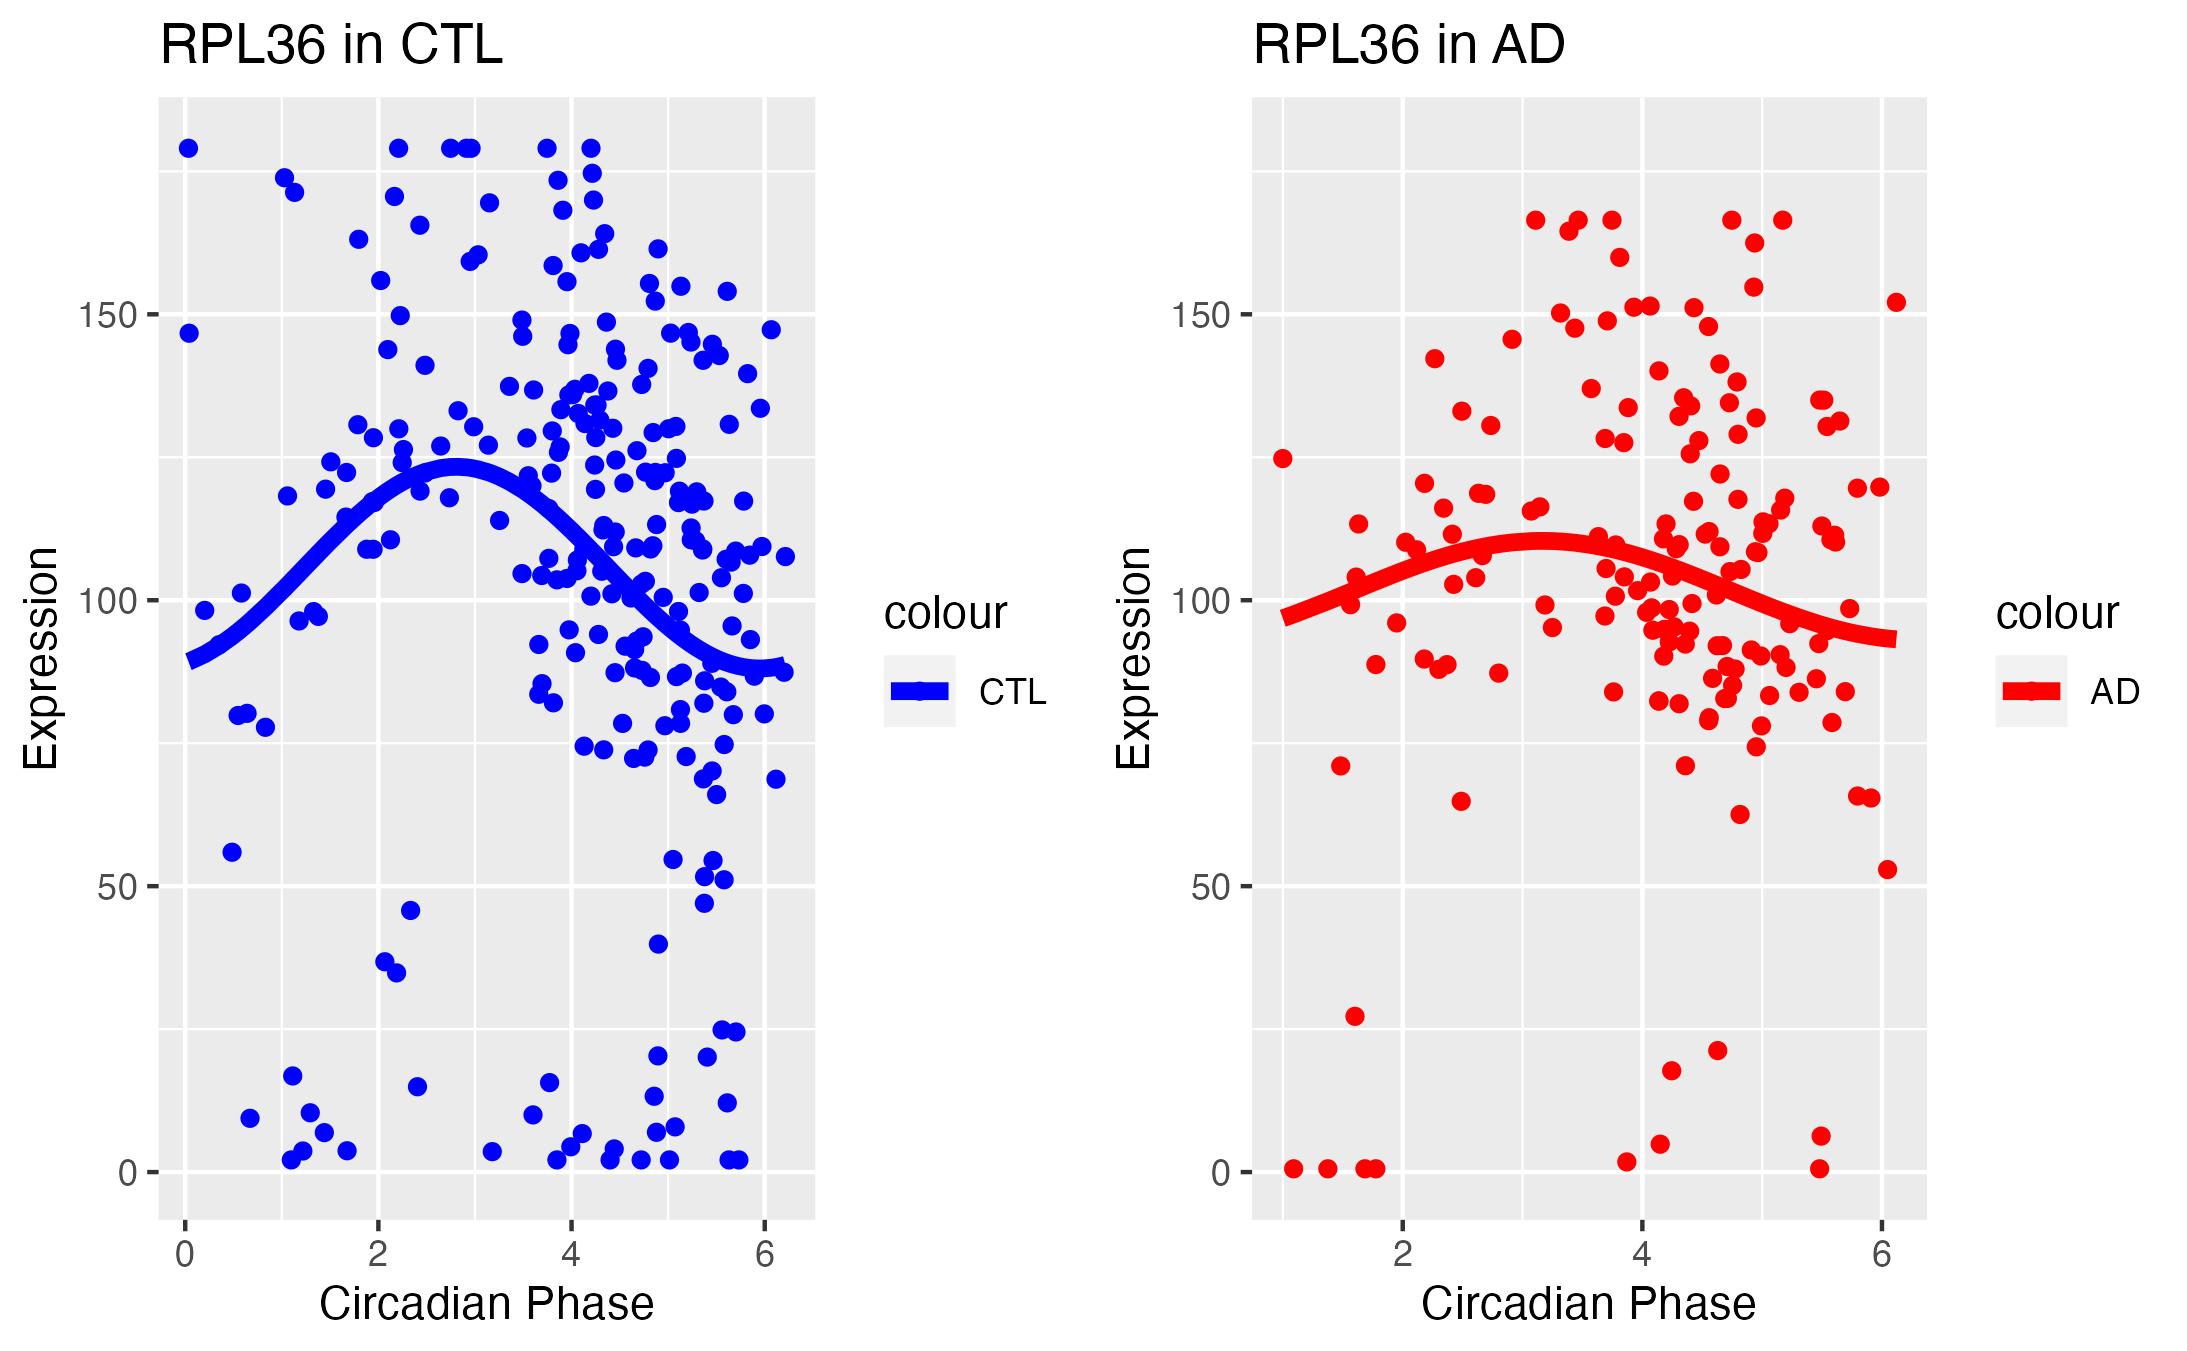 RPL36 in CTL
Expression
150
100
50
0
0 2 4 6
Circadian Phase
colour
CTL
RPL36 in AD
Expression
150
100
50
0
2 4 6
Circadian Phase
colour
AD